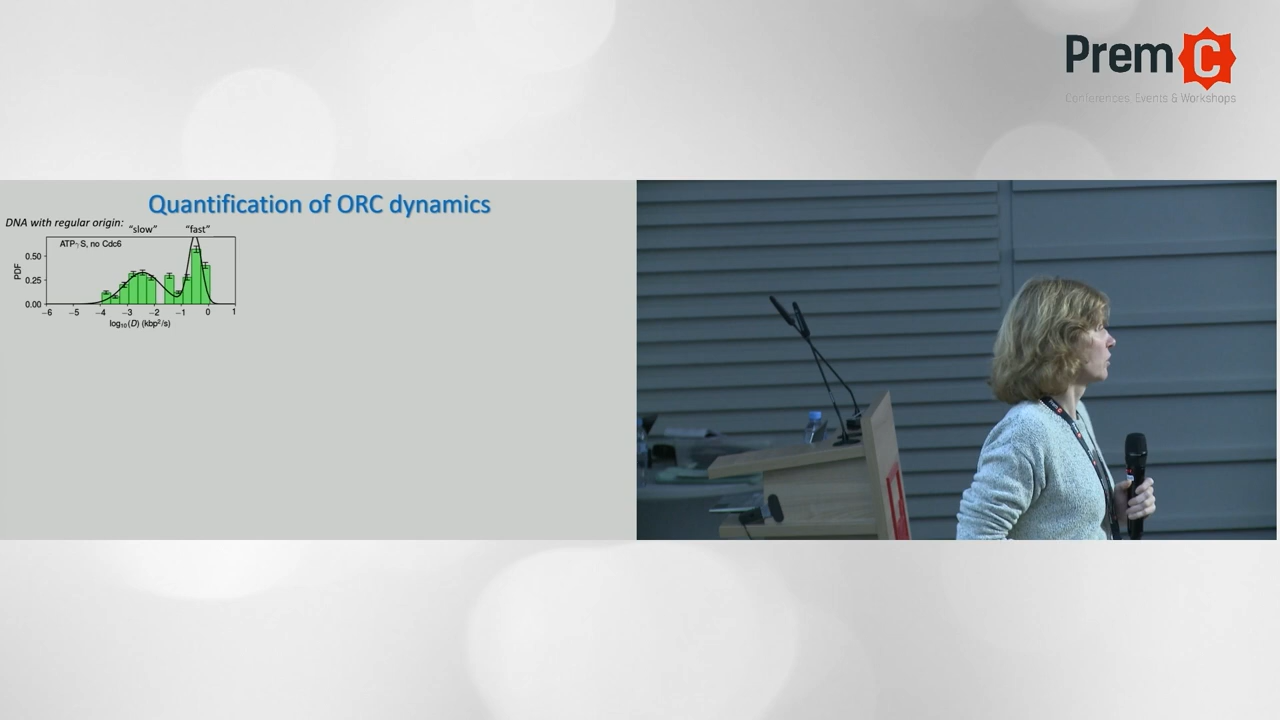 Prem C
Conferences, Events & Workshops
Quantification of ORC dynamics
DNA with regular origin:
"slow" "fast"
ATPγS, no Cdc6
PDF
0.50
0.25
0.00
−6 −5 −4 −3 −2 −1 0 1
log₁₀(D) (kbp²/s)